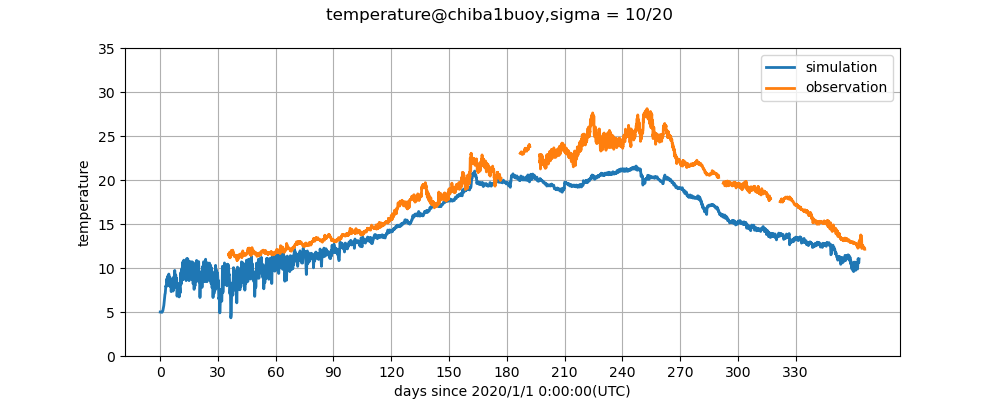 temperature@chiba1buoy,sigma = 10/20
simulation
observation
35
30
25
20
15
10
5
0
temperature
0 30 60 90 120 150 180 210 240 270 300 330
days since 2020/1/1 0:00:00(UTC)